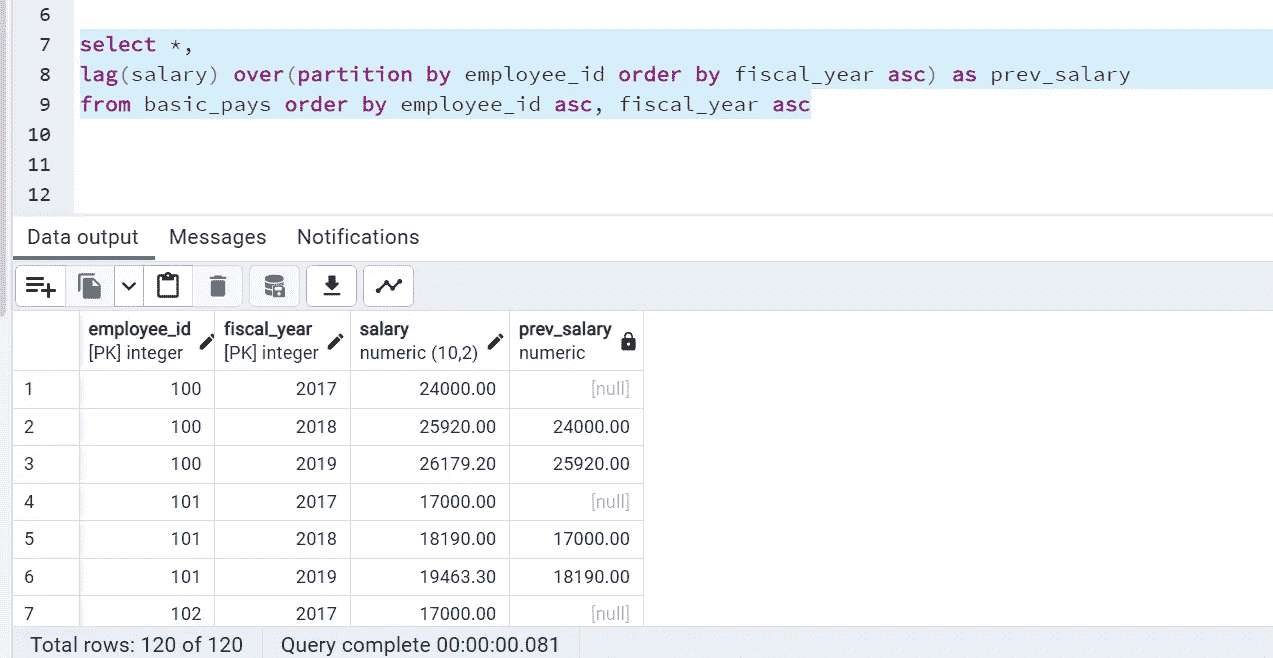 6
7 select *,
8 lag(salary) over(partition by employee_id order by fiscal_year asc) as prev_salary
9 from basic_pays order by employee_id asc, fiscal_year asc
10
11
12
Data output Messages Notifications
employee_id fiscal_year salary prev_salary
[PK] integer [PK] integer numeric (10,2) numeric
1 100 2017 24000.00 [null]
2 100 2018 25920.00 24000.00
3 100 2019 26179.20 25920.00
4 101 2017 17000.00 [null]
5 101 2018 18190.00 17000.00
6 101 2019 19463.30 18190.00
7 102 2017 17000.00 [null]
Total rows: 120 of 120 Query complete 00:00:00.081